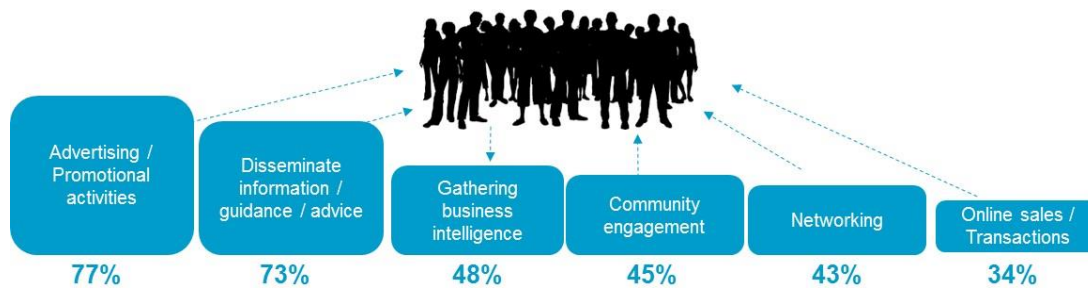 Advertising /
Promotional
activities
Disseminate
information /
guidance / advice
Gathering
business
intelligence
Community
engagement
Networking
Online sales /
Transactions
77%
73%
48%
45%
43%
34%